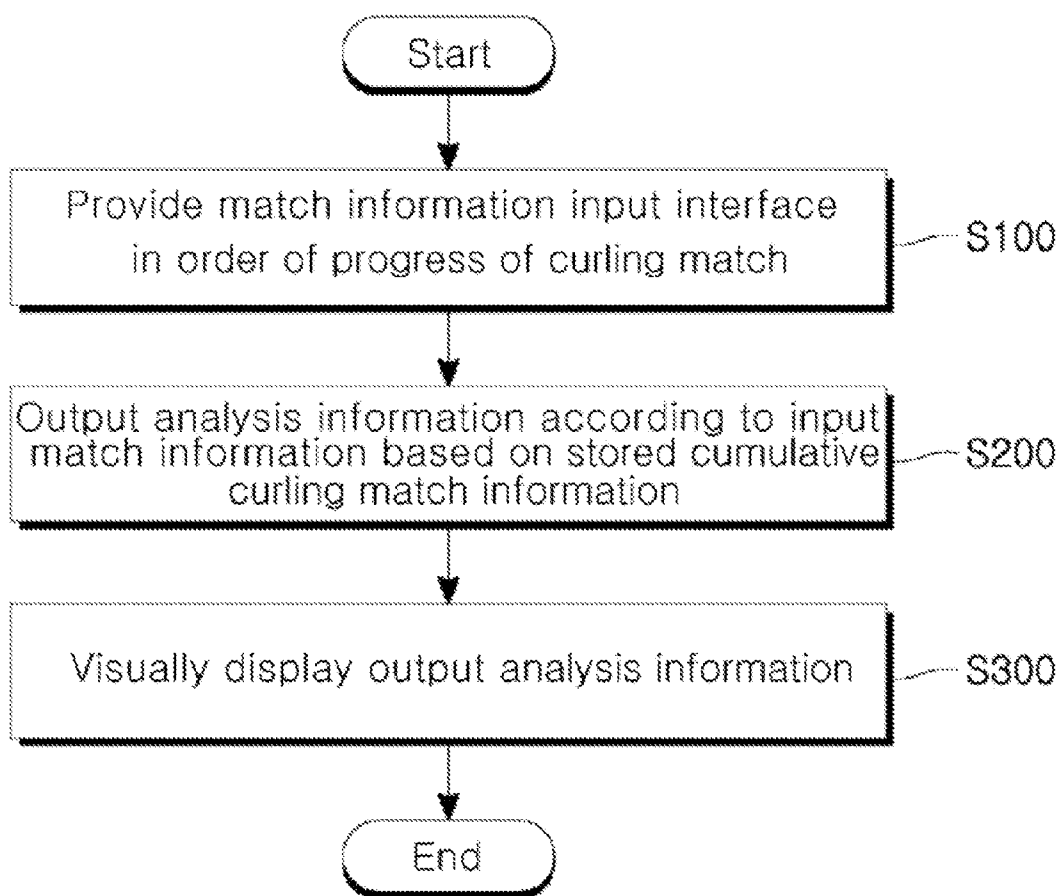 Start
Provide match information input interface
in order of progress of curling match
S100
Output analysis information according to input
match information based on stored cumulative
curling match information
S200
Visually display output analysis information
S300
End